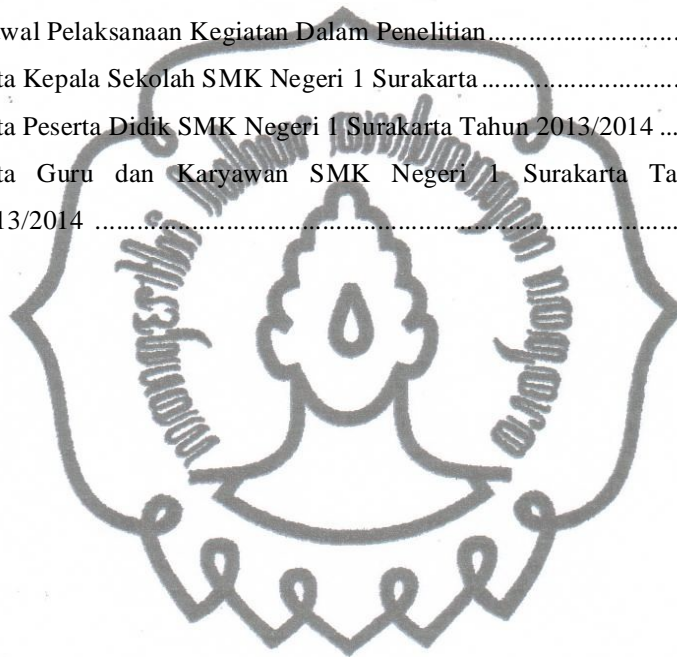 wal Pelaksanaan Kegiatan Dalam Penelitian..............................
ta Kepala Sekolah SMK Negeri 1 Surakarta..............................
ta Peserta Didik SMK Negeri 1 Surakarta Tahun 2013/2014 ...
ta Guru dan Karyawan SMK Negeri 1 Surakarta Ta
13/2014 ....................................................................................